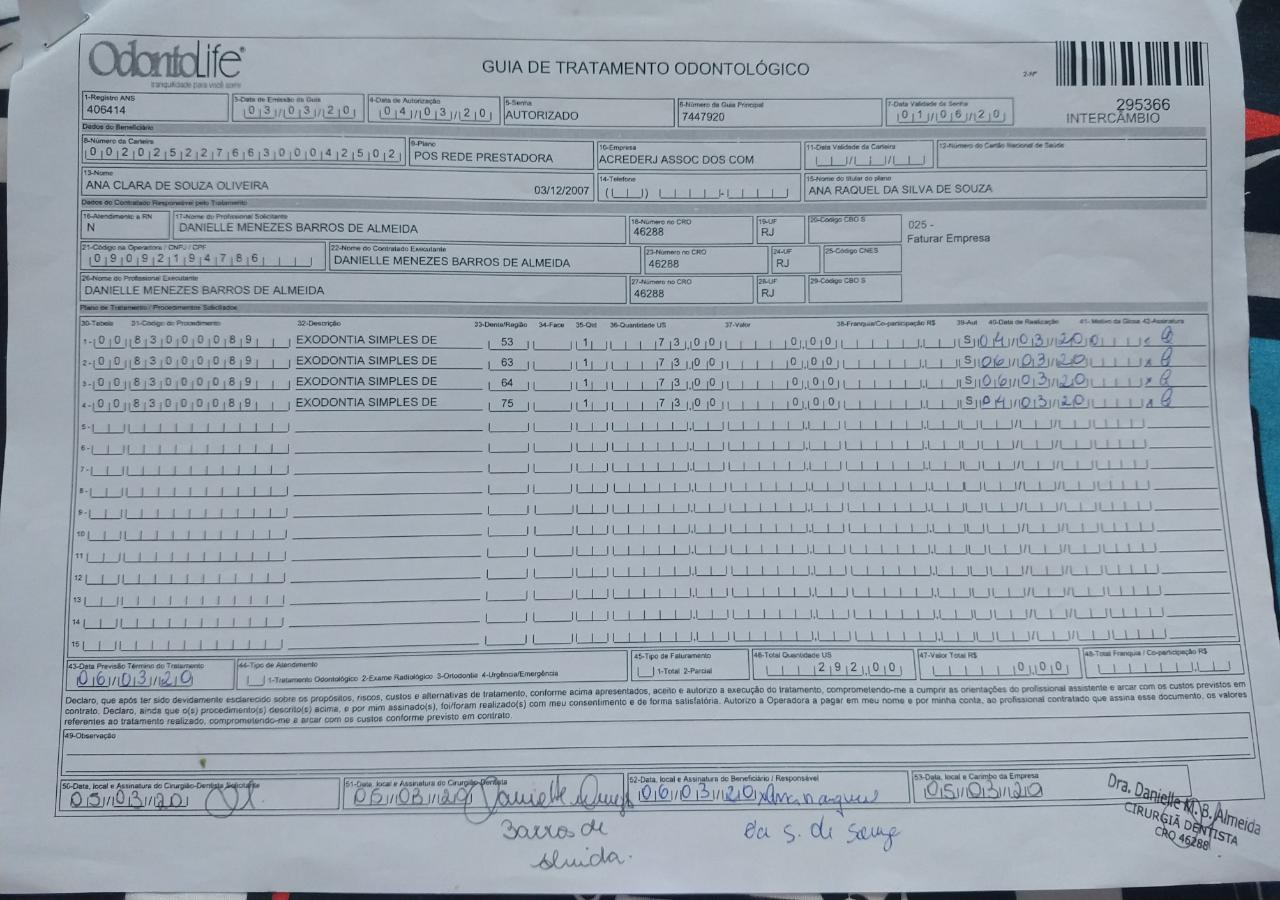 OdontoLife®
tranquilidade para você sorrir
GUIA DE TRATAMENTO ODONTOLÓGICO
2-Nº
295366
INTERCÂMBIO
1-Registro ANS
406414
3-Data de Emissão da Guia
03/03/20
4-Data de Autorização
04/03/20
5-Senha
AUTORIZADO
6-Número da Guia Principal
7447920
7-Data Validade da Senha
01/06/20
Dados do Beneficiário
8-Número da Carteira
00202522766300042502
9-Plano
POS REDE PRESTADORA
10-Empresa
ACREDERJ ASSOC DOS COM
11-Data Validade da Carteira
12-Número do Cartão Nacional de Saúde
13-Nome
ANA CLARA DE SOUZA OLIVEIRA 03/12/2007
14-Telefone
15-Nome do titular do plano
ANA RAQUEL DA SILVA DE SOUZA
Dados do Contratado Responsável pelo Tratamento
16-Atendimento a RN
N
17-Nome do Profissional Solicitante
DANIELLE MENEZES BARROS DE ALMEIDA
18-Número no CRO
46288
19-UF
RJ
20-Código CBO S
025 -
Faturar Empresa
21-Código na Operadora / CNPJ / CPF
09092194786
22-Nome do Contratado Executante
DANIELLE MENEZES BARROS DE ALMEIDA
23-Número no CRO
46288
24-UF
RJ
25-Código CNES
26-Nome do Profissional Executante
DANIELLE MENEZES BARROS DE ALMEIDA
27-Número no CRO
46288
28-UF
RJ
29-Código CBO S
Plano de Tratamento / Procedimentos Solicitados
30-Tabela 31-Código do Procedimento 32-Descrição 33-Dente/Região 34-Face 35-Qtd 36-Quantidade US 37-Valor 38-Franquia/Co-participação R$ 39-Aut 40-Data de Realização 41- Motivo da Glosa 42-Assinatura
1- 00 83000089 EXODONTIA SIMPLES DE 53 1 73,00 0,00 S 04/03/20
2- 00 83000089 EXODONTIA SIMPLES DE 63 1 73,00 0,00 S 06/03/20
3- 00 83000089 EXODONTIA SIMPLES DE 64 1 73,00 0,00 S 06/03/20
4- 00 83000089 EXODONTIA SIMPLES DE 75 1 73,00 0,00 S 04/03/20
5-
6-
7-
8-
9-
10
11
12
13
14
15
43-Data Previsão Término do Tratamento
06/03/20
44-Tipo de Atendimento
1-Tratamento Odontológico 2-Exame Radiológico 3-Ortodontia 4-Urgência/Emergência
45-Tipo de Faturamento
1-Total 2-Parcial
46-Total Quantidade US
292,00
47-Valor Total R$
0,00
48-Total Franquia / Co-participação R$
Declaro, que após ter sido devidamente esclarecido sobre os propósitos, riscos, custos e alternativas de tratamento, conforme acima apresentados, aceito e autorizo a execução do tratamento, comprometendo-me a cumprir as orientações do profissional assistente e arcar com os custos previstos em
contrato. Declaro, ainda que o(s) procedimento(s) descrito(s) acima, e por mim assinado(s), foi/foram realizado(s) com meu consentimento e de forma satisfatória. Autorizo a Operadora a pagar em meu nome e por minha conta, ao profissional contratado que assina esse documento, os valores
referentes ao tratamento realizado, comprometendo-me a arcar com os custos conforme previsto em contrato.
49-Observação
50-Data, local e Assinatura do Cirurgião-Dentista Solicitante
05/03/20
51-Data, local e Assinatura do Cirurgião-Dentista
05/03/20 Danielle
Barros de
52-Data, local e Assinatura do Beneficiário / Responsável
06/03/20
da S. de
53-Data, local e Carimbo da Empresa
05/03/20
Dra. Danielle M. B. Almeida
CIRURGIÃ DENTISTA
CRO 46288